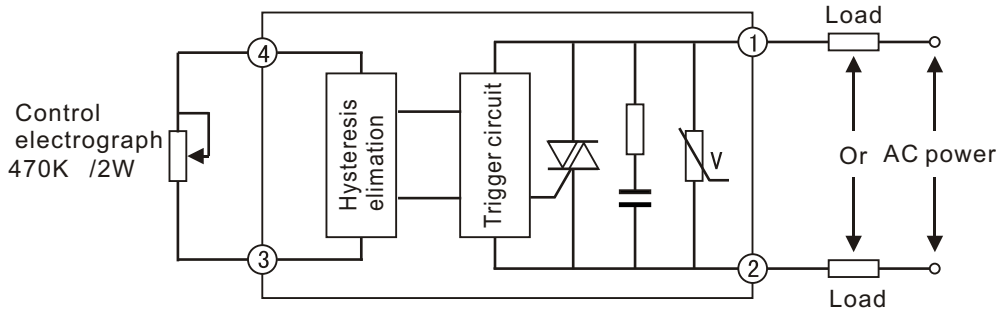 Control
electrograph
470K /2W
4
3
Hysteresis
elimation
Trigger circuit
V
1
2
Load
Or
AC power
Load